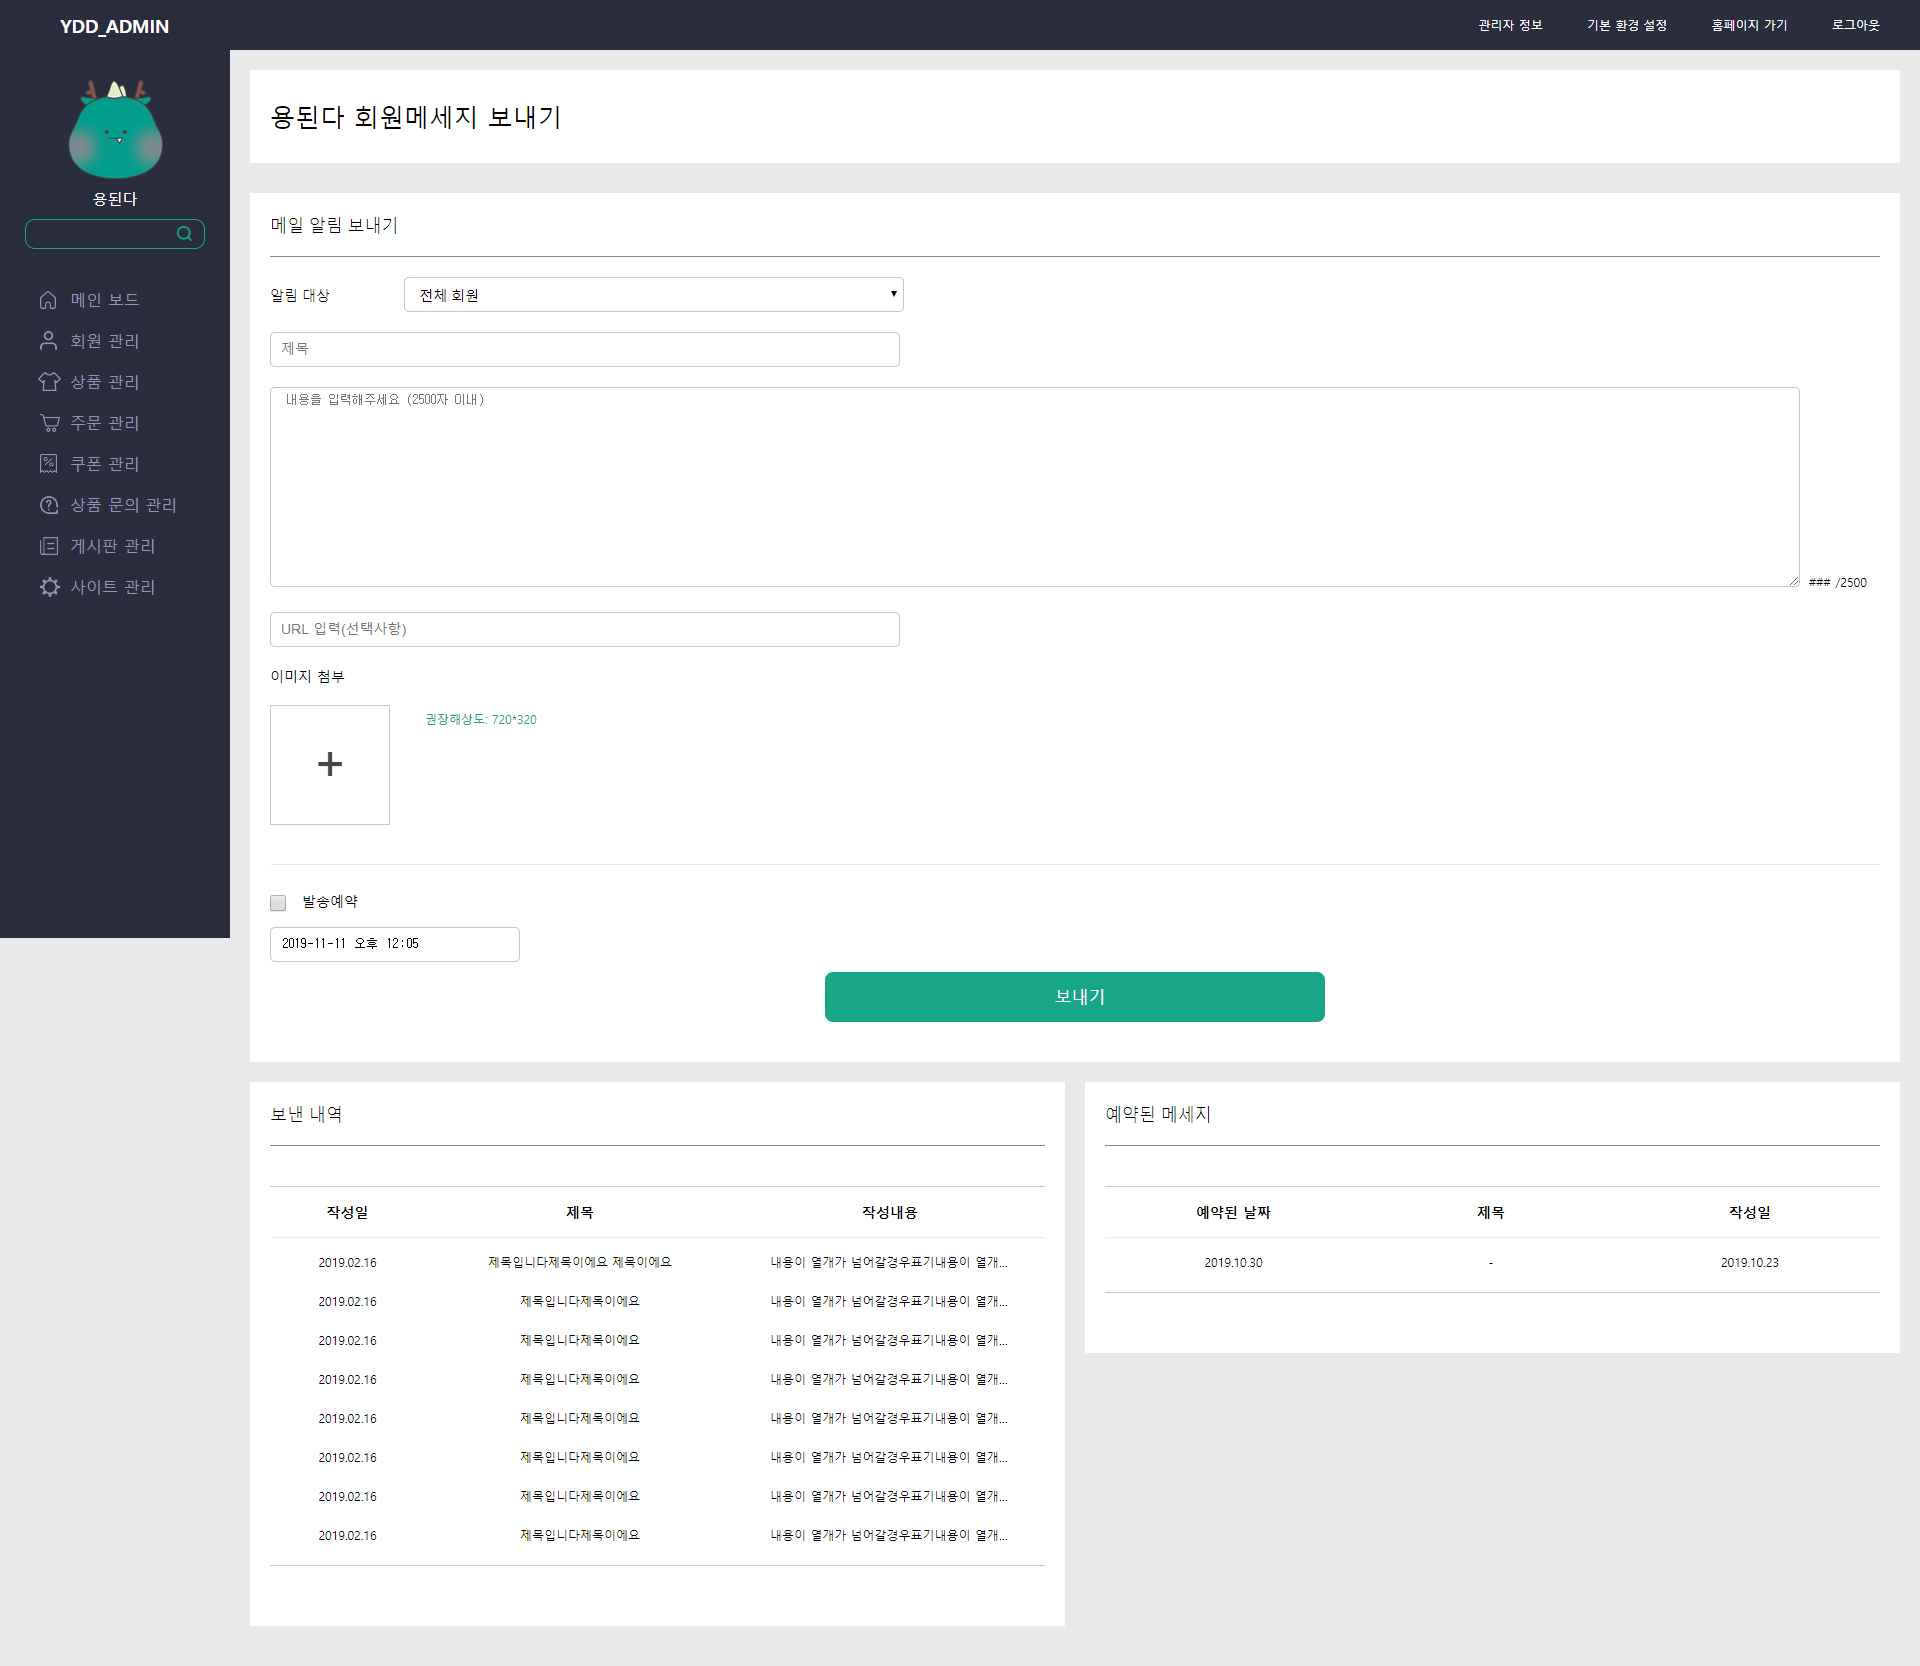 YDD_ADMIN
관리자 정보
기본 환경 설정
홈페이지 가기
로그아웃
용된다
메인 보드
회원 관리
상품 관리
주문 관리
쿠폰 관리
상품 문의 관리
게시판 관리
사이트 관리
용된다 회원메세지 보내기
메일 알림 보내기
알림 대상
전체 회원
제목
내용을 입력해주세요 (2500자 이내)
### /2500
URL 입력(선택사항)
이미지 첨부
권장해상도: 720*320
발송예약
2019-11-11 오후 12:05
보내기
보낸 내역
작성일 제목 작성내용
2019.02.16 제목입니다제목이에요 제목이에요 내용이 열개가 넘어갈경우표기내용이 열개...
2019.02.16 제목입니다제목이에요 내용이 열개가 넘어갈경우표기내용이 열개...
2019.02.16 제목입니다제목이에요 내용이 열개가 넘어갈경우표기내용이 열개...
2019.02.16 제목입니다제목이에요 내용이 열개가 넘어갈경우표기내용이 열개...
2019.02.16 제목입니다제목이에요 내용이 열개가 넘어갈경우표기내용이 열개...
2019.02.16 제목입니다제목이에요 내용이 열개가 넘어갈경우표기내용이 열개...
2019.02.16 제목입니다제목이에요 내용이 열개가 넘어갈경우표기내용이 열개...
2019.02.16 제목입니다제목이에요 내용이 열개가 넘어갈경우표기내용이 열개...
예약된 메세지
예약된 날짜 제목 작성일
2019.10.30 - 2019.10.23